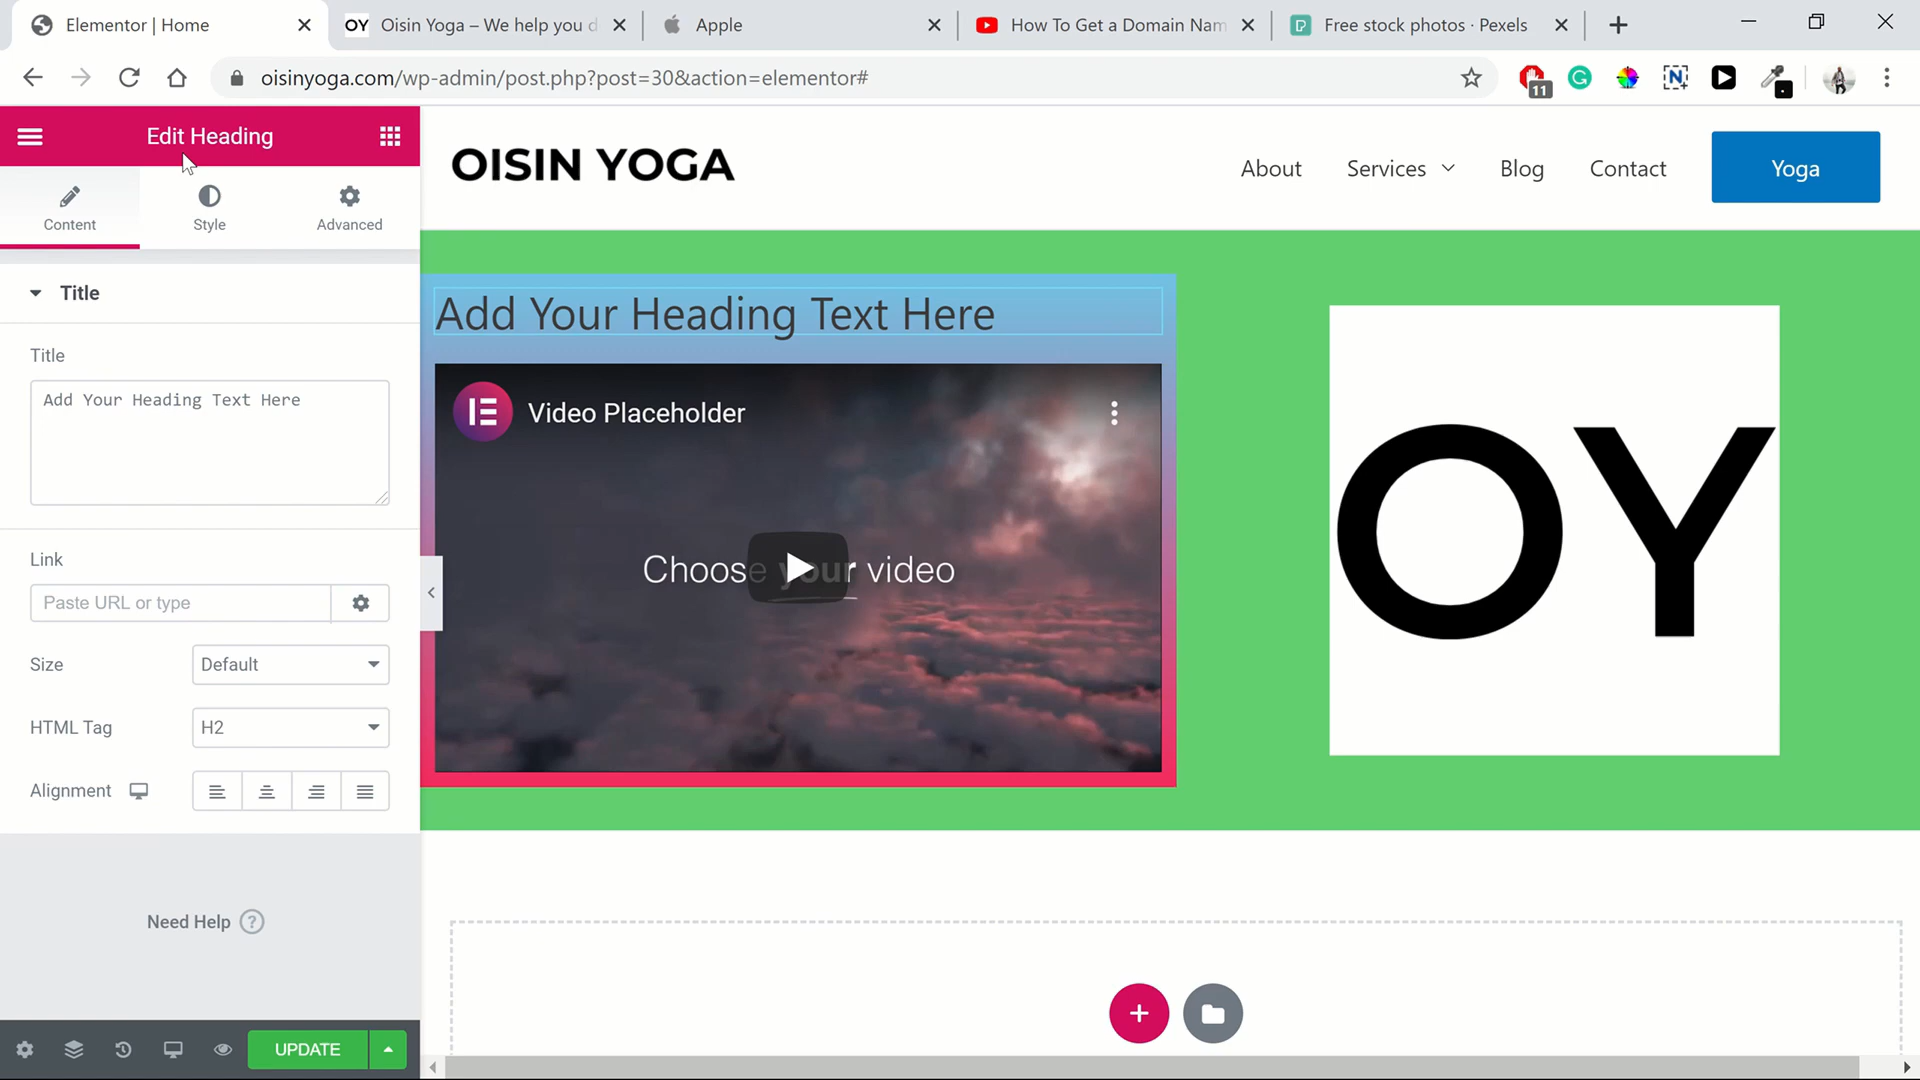 Elementor | Home
OY Oisin Yoga – We help you d
Apple
How To Get a Domain Nam
Free stock photos · Pexels
oisinyoga.com/wp-admin/post.php?post=30&action=elementor#
11
Edit Heading
OISIN YOGA
About
Services
Blog
Contact
Yoga
Content
Style
Advanced
Title
Title
Add Your Heading Text Here
Add Your Heading Text Here
Video Placeholder
Choose your video
OY
Link
Paste URL or type
Size
Default
HTML Tag
H2
Alignment
Need Help ?
UPDATE